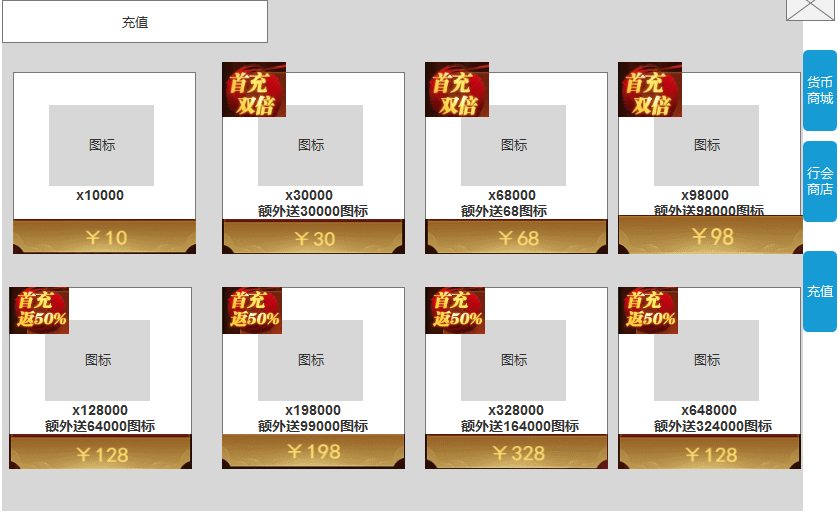 充值
货币
商城
行会
商店
充值
图标
x10000
￥10
首充
双倍
图标
x30000
额外送30000图标
￥30
首充
双倍
图标
x68000
额外送68图标
￥68
首充
双倍
图标
x98000
额外送98000图标
￥98
首充
返50%
图标
x128000
额外送64000图标
￥128
首充
返50%
图标
x198000
额外送99000图标
￥198
首充
返50%
图标
x328000
额外送164000图标
￥328
首充
返50%
图标
x648000
额外送324000图标
￥128